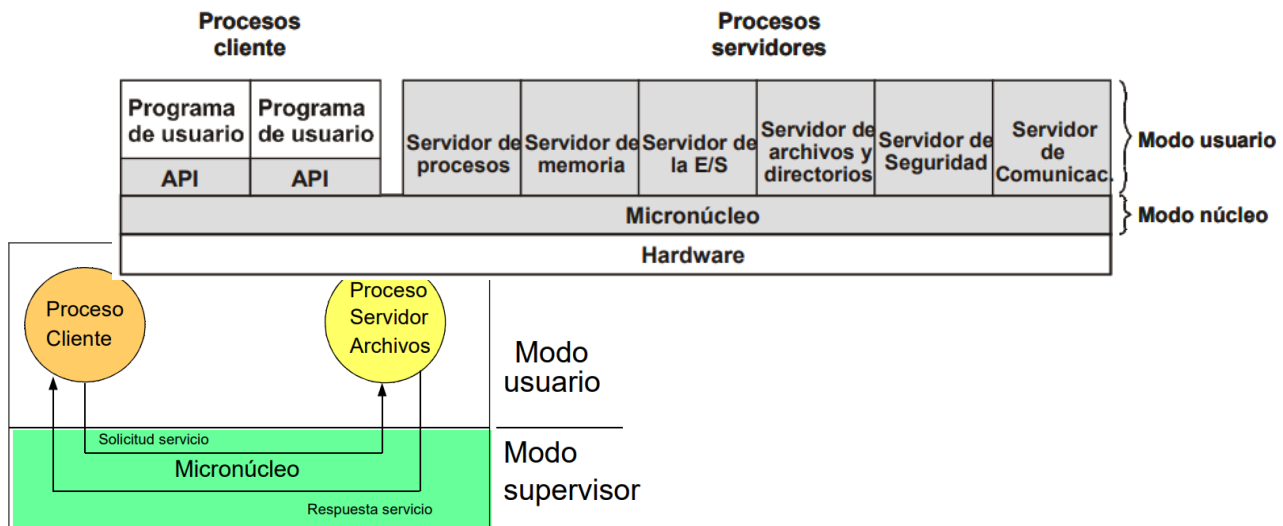 Procesos
cliente
Procesos
servidores
Programa
de usuario
API
Programa
de usuario
API
Servidor de
procesos
Servidor de
memoria
Servidor de
la E/S
Servidor de
archivos y
directorios
Servidor de
Seguridad
Servidor
de
Comunicac.
Modo usuario
Micronúcleo
Modo núcleo
Hardware
Proceso
Cliente
Proceso
Servidor
Archivos
Modo
usuario
Solicitud servicio
Micronúcleo
Respuesta servicio
Modo
supervisor